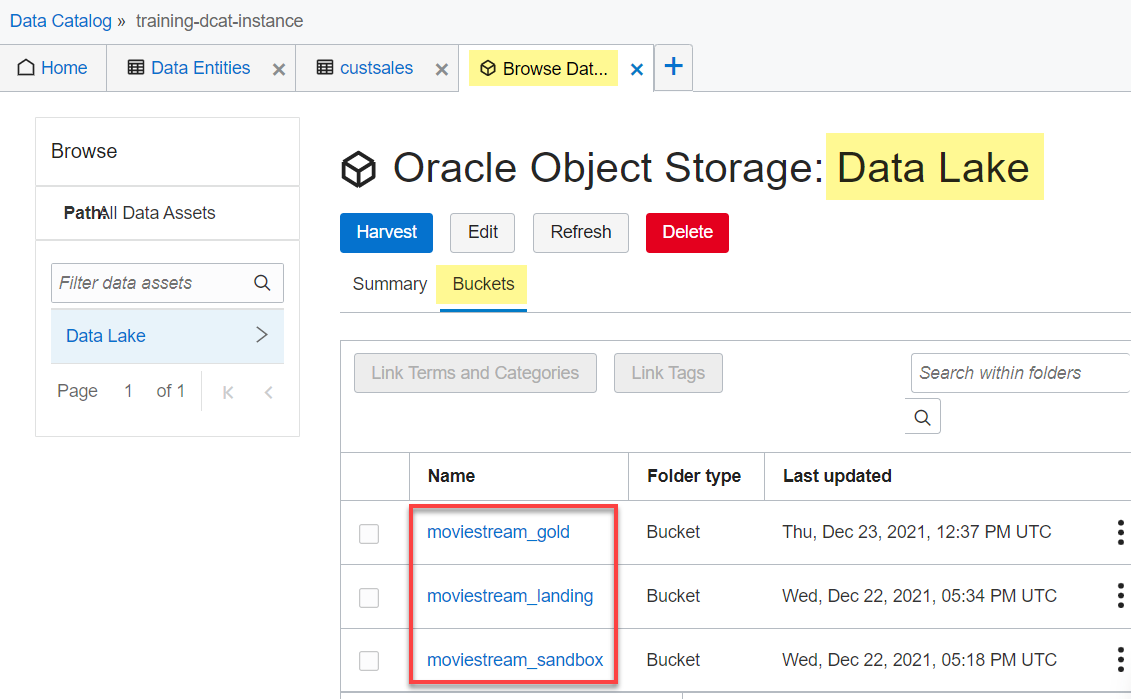 Data Catalog » training-dcat-instance
Home Data Entities custsales Browse Dat... +
Browse
Path: All Data Assets
Filter data assets
Data Lake
Page 1 of 1
Oracle Object Storage: Data Lake
Harvest Edit Refresh Delete
Summary Buckets
Link Terms and Categories Link Tags Search within folders
Name Folder type Last updated
moviestream_gold Bucket Thu, Dec 23, 2021, 12:37 PM UTC
moviestream_landing Bucket Wed, Dec 22, 2021, 05:34 PM UTC
moviestream_sandbox Bucket Wed, Dec 22, 2021, 05:18 PM UTC